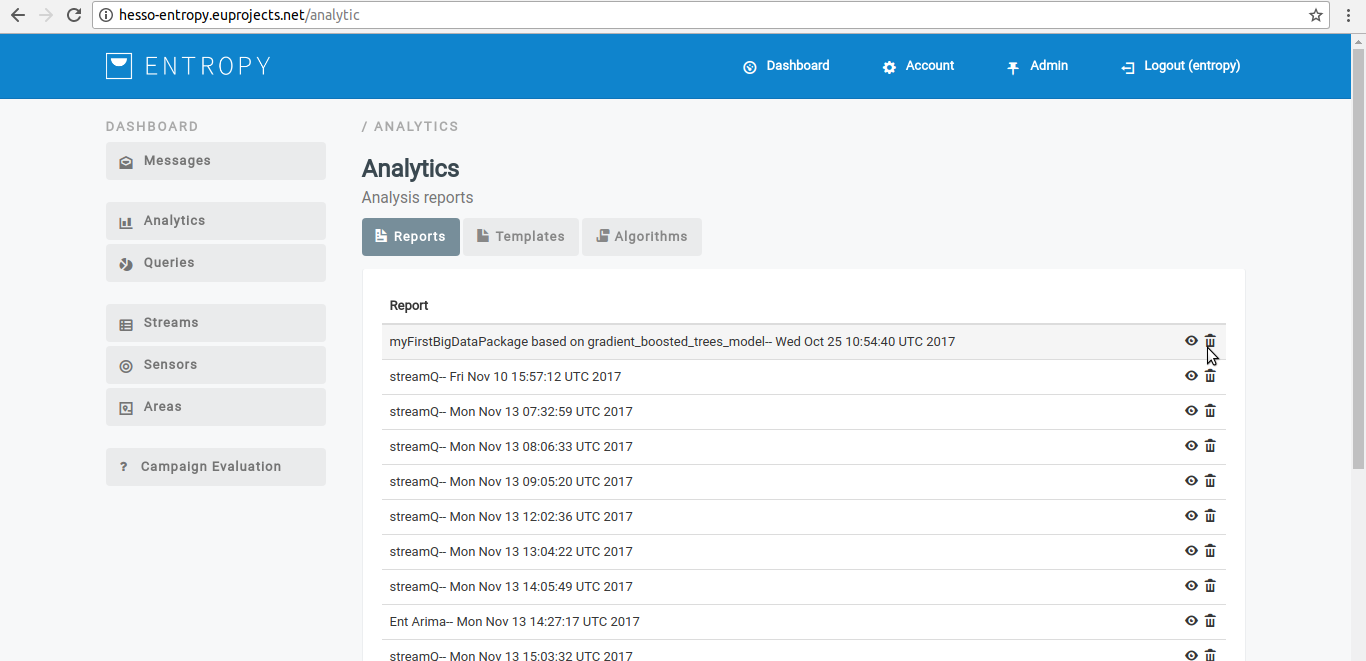 hesso-entropy.euprojects.net/analytic
ENTROPY
Dashboard
Account
Admin
Logout (entropy)
DASHBOARD
Messages
Analytics
Queries
Streams
Sensors
Areas
? Campaign Evaluation
/ ANALYTICS
Analytics
Analysis reports
Reports
Templates
Algorithms
Report
myFirstBigDataPackage based on gradient_boosted_trees_model-- Wed Oct 25 10:54:40 UTC 2017
streamQ-- Fri Nov 10 15:57:12 UTC 2017
streamQ-- Mon Nov 13 07:32:59 UTC 2017
streamQ-- Mon Nov 13 08:06:33 UTC 2017
streamQ-- Mon Nov 13 09:05:20 UTC 2017
streamQ-- Mon Nov 13 12:02:36 UTC 2017
streamQ-- Mon Nov 13 13:04:22 UTC 2017
streamQ-- Mon Nov 13 14:05:49 UTC 2017
Ent Arima-- Mon Nov 13 14:27:17 UTC 2017
streamQ-- Mon Nov 13 15:03:32 UTC 2017